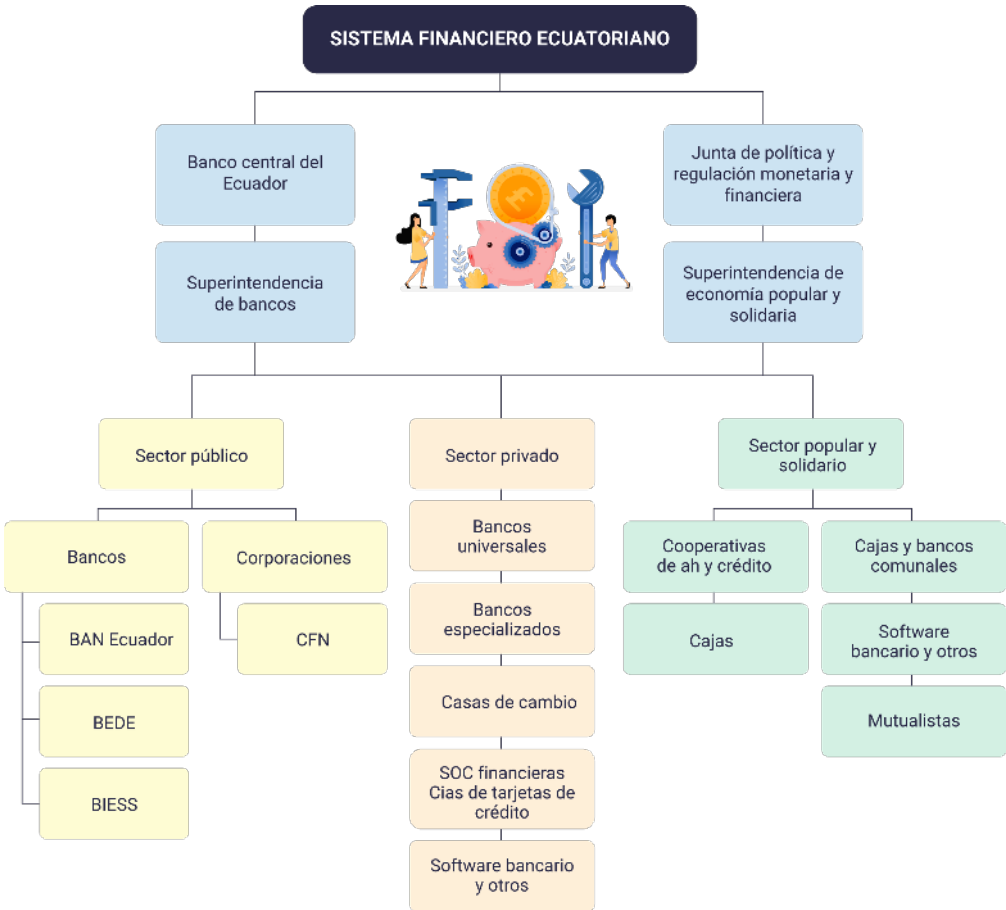 SISTEMA FINANCIERO ECUATORIANO
Banco central del
Ecuador
Junta de política y
regulación monetaria y
financiera
Superintendencia
de bancos
Superintendencia de
economía popular y
solidaria
Sector público
Bancos
BAN Ecuador
BEDE
BIESS
Corporaciones
CFN
Sector privado
Bancos
universales
Bancos
especializados
Casas de cambio
SOC financieras
Cias de tarjetas de
crédito
Software bancario
y otros
Sector popular y
solidario
Cooperativas
de ah y crédito
Cajas
Cajas y bancos
comunales
Software
bancario y otros
Mutualistas